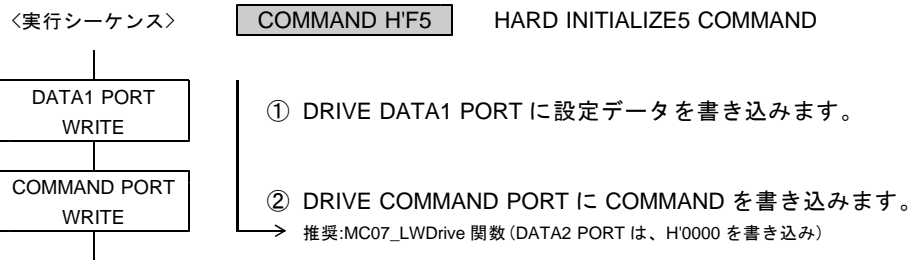 〈実行シーケンス〉 COMMAND H'F5 HARD INITIALIZE5 COMMAND
DATA1 PORT
WRITE
① DRIVE DATA1 PORT に設定データを書き込みます。
COMMAND PORT
WRITE
② DRIVE COMMAND PORT に COMMAND を書き込みます。
推奨:MC07_LWDrive 関数(DATA2 PORT は、H'0000 を書き込み)